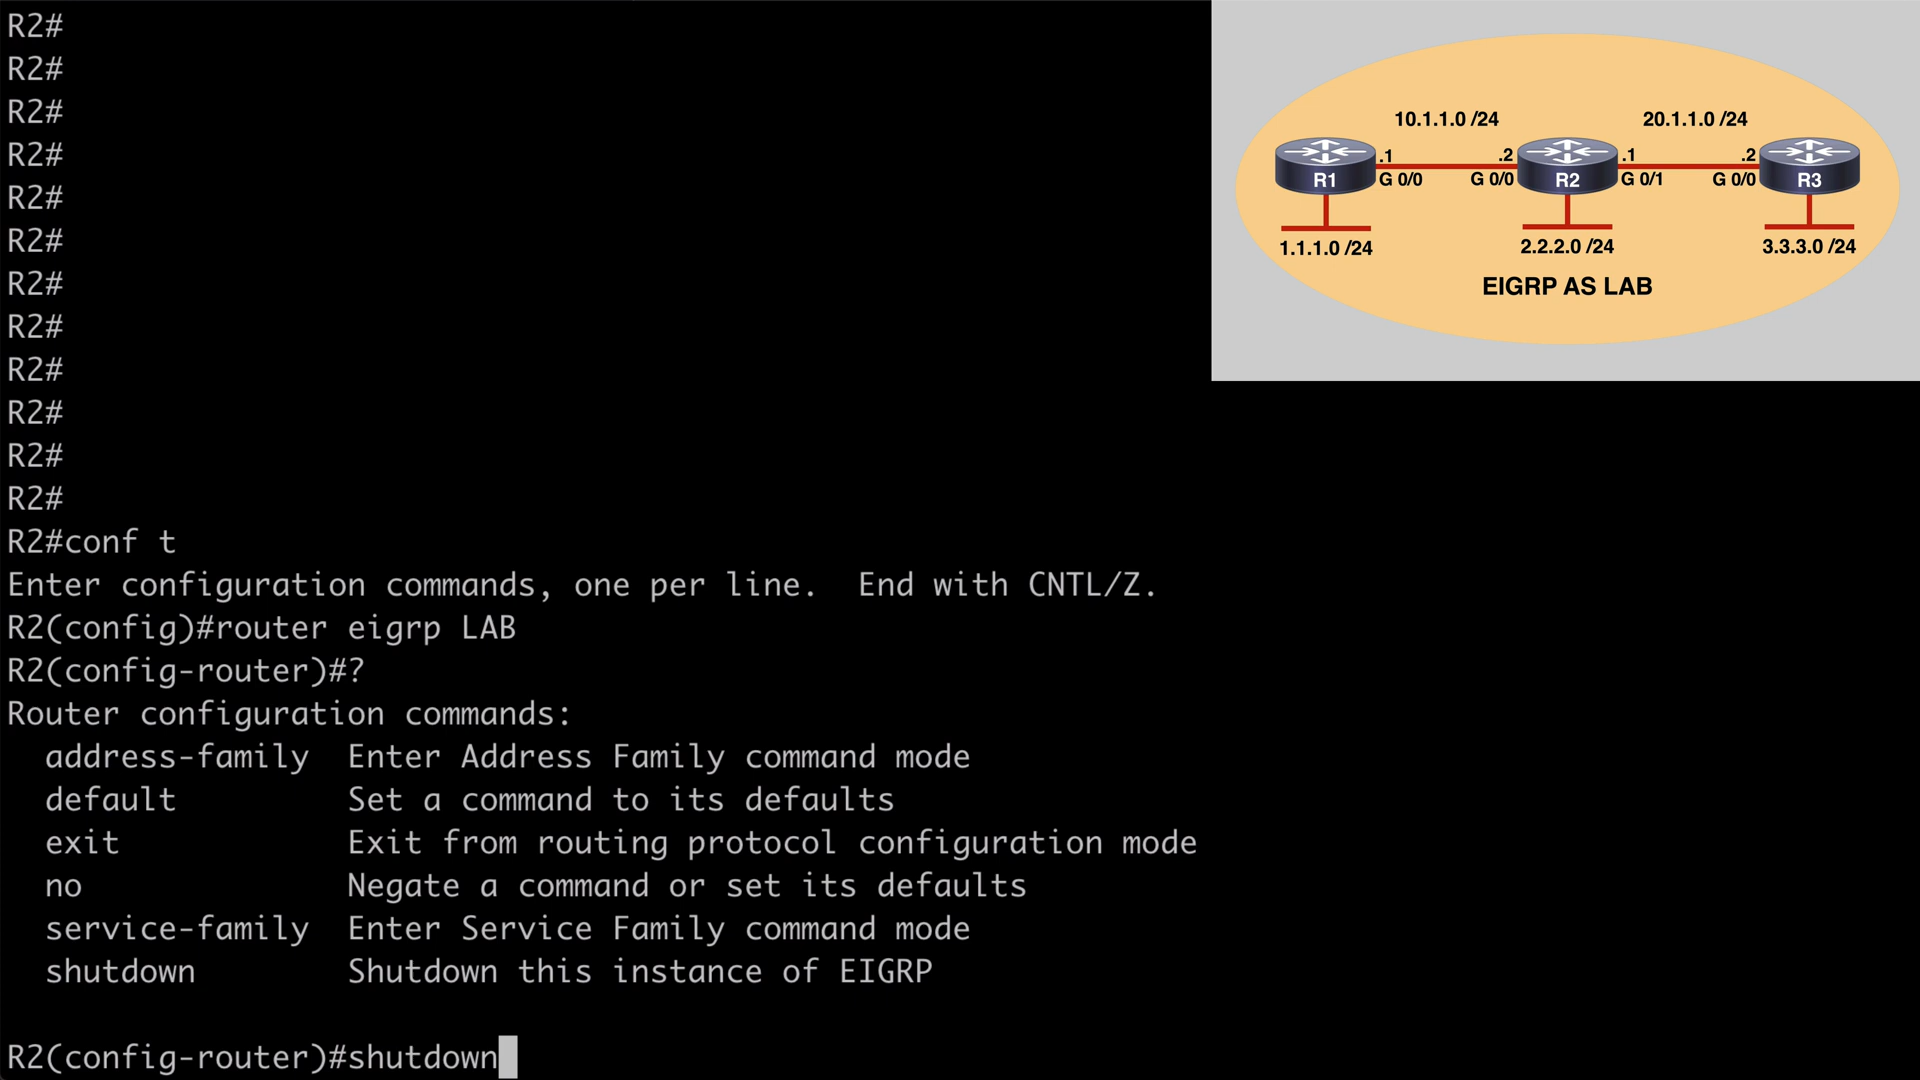 R2#
R2#
R2#
R2#
R2#
R2#
R2#
R2#
R2#
R2#
R2#
R2#
R2#conf t
Enter configuration commands, one per line.  End with CNTL/Z.
R2(config)#router eigrp LAB
R2(config-router)#?
Router configuration commands:
  address-family  Enter Address Family command mode
  default         Set a command to its defaults
  exit            Exit from routing protocol configuration mode
  no              Negate a command or set its defaults
  service-family  Enter Service Family command mode
  shutdown        Shutdown this instance of EIGRP
R2(config-router)#shutdown
10.1.1.0 /24 20.1.1.0 /24
.1 .2 .1 .2
R1 G 0/0 G 0/0 R2 G 0/1 G 0/0 R3
1.1.1.0 /24 2.2.2.0 /24 3.3.3.0 /24
EIGRP AS LAB